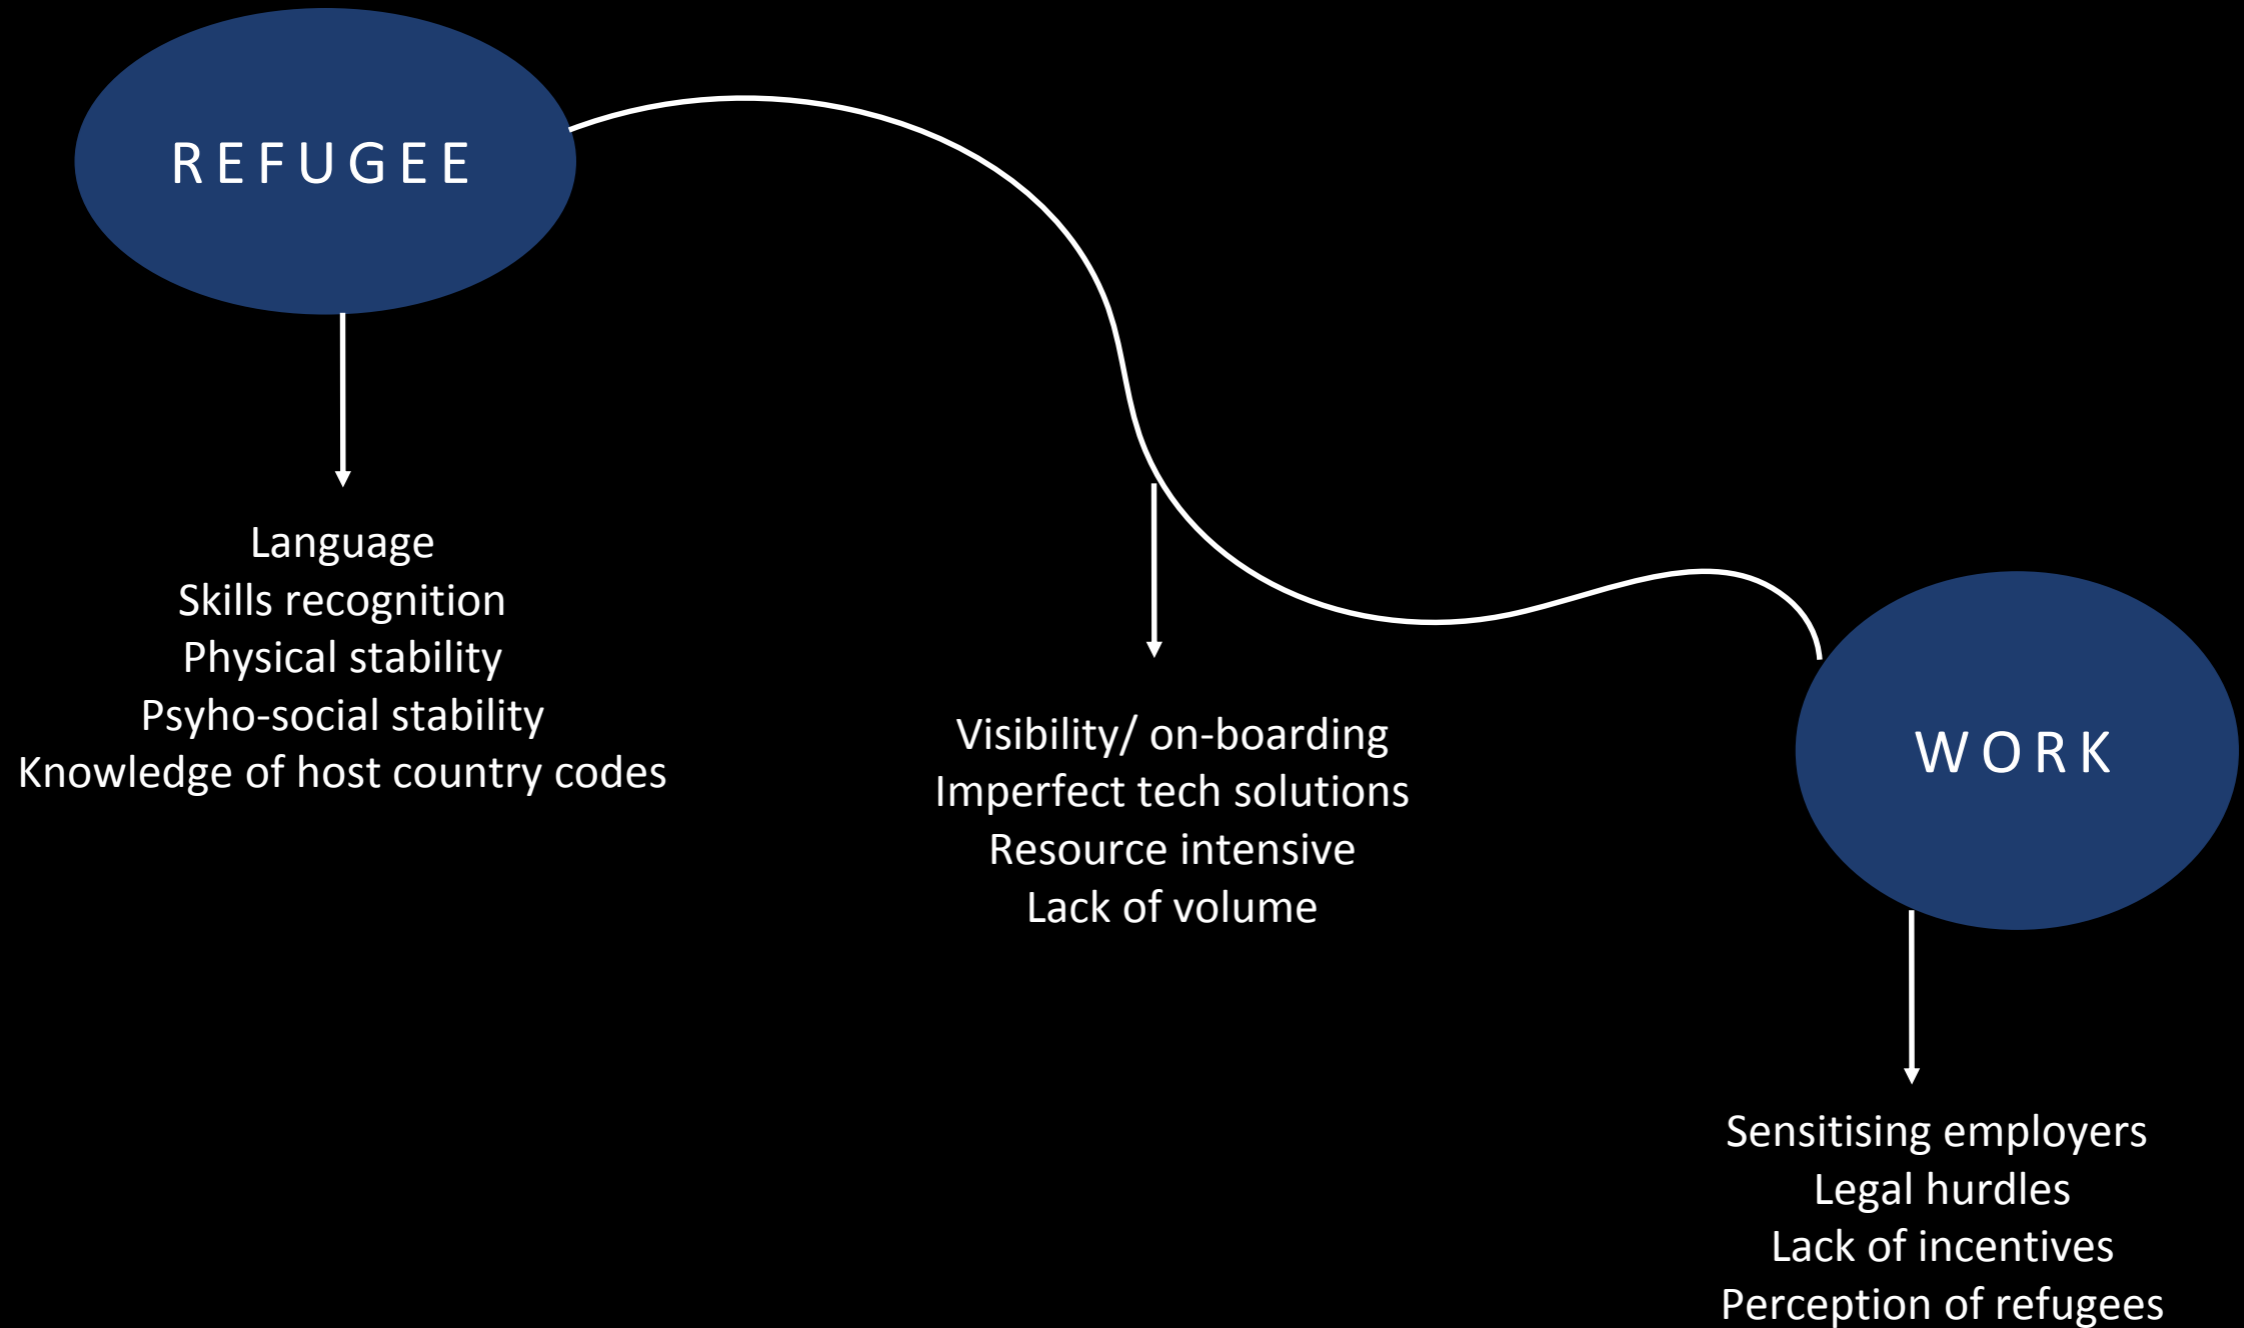 REFUGEE
Language
Skills recognition
Physical stability
Psyho-social stability
Knowledge of host country codes
Visibility/ on-boarding
Imperfect tech solutions
Resource intensive
Lack of volume
WORK
Sensitising employers
Legal hurdles
Lack of incentives
Perception of refugees